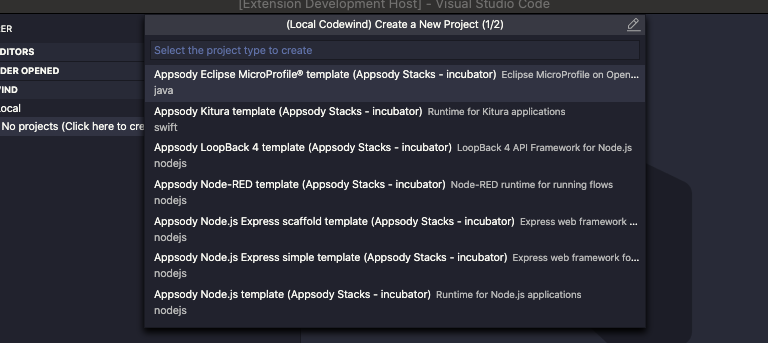 [Extension Development Host] - Visual Studio Code
(Local Codewind) Create a New Project (1/2)
Select the project type to create
Appsody Eclipse MicroProfile® template (Appsody Stacks - incubator) Eclipse MicroProfile on Open...
java
Appsody Kitura template (Appsody Stacks - incubator) Runtime for Kitura applications
swift
Appsody LoopBack 4 template (Appsody Stacks - incubator) LoopBack 4 API Framework for Node.js
nodejs
Appsody Node-RED template (Appsody Stacks - incubator) Node-RED runtime for running flows
nodejs
Appsody Node.js Express scaffold template (Appsody Stacks - incubator) Express web framework ...
nodejs
Appsody Node.js Express simple template (Appsody Stacks - incubator) Express web framework fo...
nodejs
Appsody Node.js template (Appsody Stacks - incubator) Runtime for Node.js applications
nodejs
RER
DITORS
DER OPENED
WIND
ocal
No projects (Click here to cre